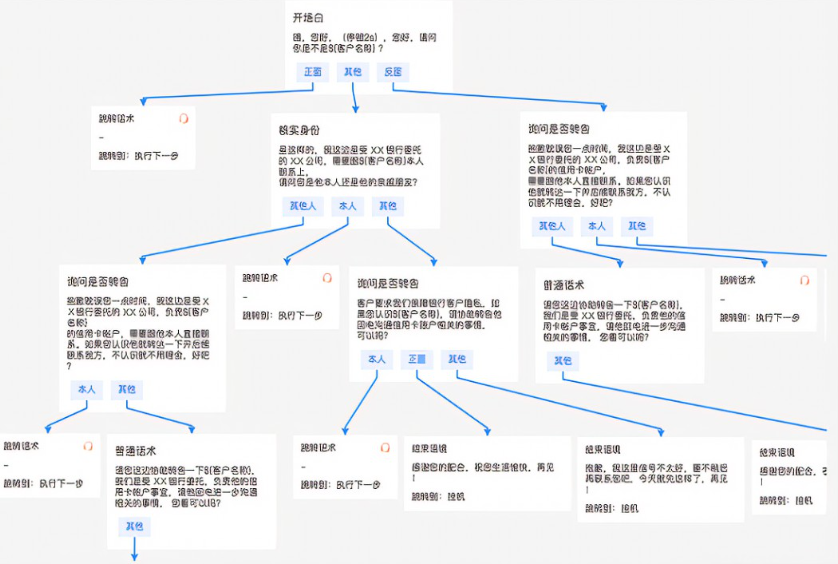 开场白
喂，您好，（停顿2s），您好，请问
你是不是${客户名称}？
正面
其他
反面
跳转话术
–
跳转到：执行下一步
核实身份
是这样的，我这边是受 XX 银行委托
的 XX 公司，需要跟${客户名称}本人
联系上，
请问您是他本人还是他的亲戚朋友？
其他人
本人
其他
询问是否转告
抱歉耽误您一点时间，我这边是受 X
X 银行委托的 XX 公司，负责${客户
名称}的信用卡账户，
需要跟他本人直接联系，如果您认识
他就转达一下并后续联系我方，不认
识就不用理会，好吧？
其他人
本人
其他
询问是否转告
抱歉耽误您一点时间，我这边是受 X
X 银行委托的 XX 公司，负责${客户
名称}
的信用卡账户，需要跟他本人直接联
系，如果您认识他就转达一下并后续
联系我方，不认识就不用理会，好吧
？
本人
其他
跳转话术
–
跳转到：执行下一步
询问是否转告
客户要求我们保障银行客户隐私，如
果您认识${客户名称}，请协助转告他
回电沟通信用卡账户相关的事情，
可以吗？
本人
正面
其他
普通话术
请您这边协助转告一下${客户名称}，
我们是受 XX 银行委托，负责他的信
用卡账户事宜，请他回电进一步沟通
相关的事情， 您看可以吗？
其他
跳转话术
–
跳转到：执行下一步
跳转话术
–
跳转到：执行下一步
普通话术
请您这边协助转告一下${客户名称}，
我们是受 XX 银行委托，负责他的信
用卡账户事宜，请他回电进一步沟通
相关的事情， 您看可以吗？
其他
跳转话术
–
跳转到：执行下一步
结束语境
感谢您的配合，祝您生活愉快，再见
！
跳转到：挂机
结束语境
抱歉，我这里信号不太好，要不稍后
再联系您吧，今天就先这样了，再见
！
跳转到：挂机
结束语境
感谢您的配合，
！
跳转到：挂机